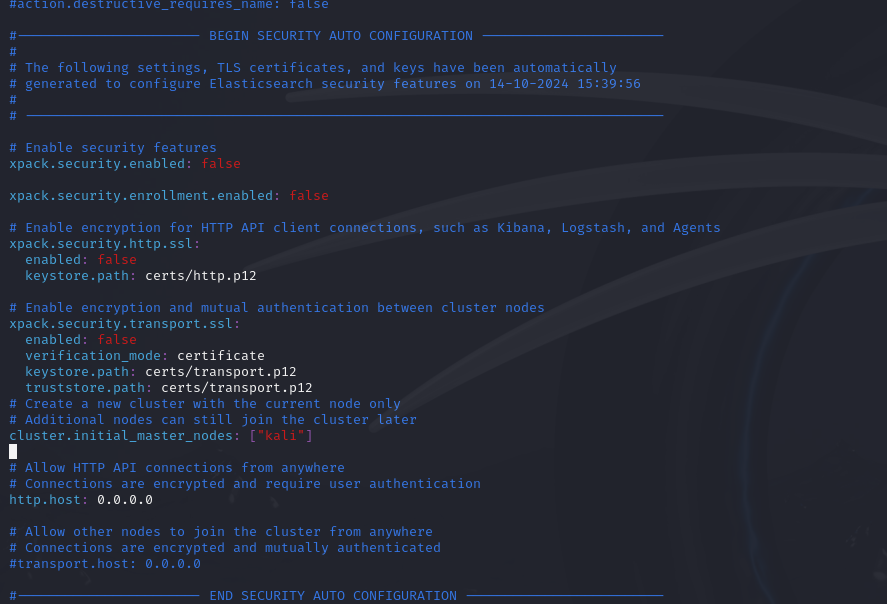 #action.destructive_requires_name: false
#----------------------- BEGIN SECURITY AUTO CONFIGURATION -----------------------
#
# The following settings, TLS certificates, and keys have been automatically
# generated to configure Elasticsearch security features on 14-10-2024 15:39:56
#
# --------------------------------------------------------------------------------
# Enable security features
xpack.security.enabled: false
xpack.security.enrollment.enabled: false
# Enable encryption for HTTP API client connections, such as Kibana, Logstash, and Agents
xpack.security.http.ssl:
  enabled: false
  keystore.path: certs/http.p12
# Enable encryption and mutual authentication between cluster nodes
xpack.security.transport.ssl:
  enabled: false
  verification_mode: certificate
  keystore.path: certs/transport.p12
  truststore.path: certs/transport.p12
# Create a new cluster with the current node only
# Additional nodes can still join the cluster later
cluster.initial_master_nodes: ["kali"]
# Allow HTTP API connections from anywhere
# Connections are encrypted and require user authentication
http.host: 0.0.0.0
# Allow other nodes to join the cluster from anywhere
# Connections are encrypted and mutually authenticated
#transport.host: 0.0.0.0
#----------------------- END SECURITY AUTO CONFIGURATION -------------------------